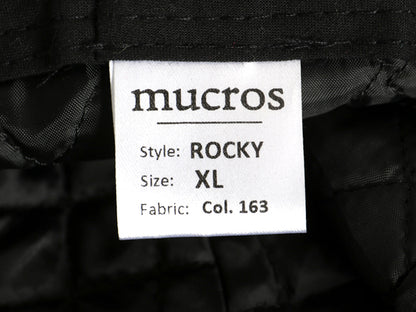 mucros
Style: ROCKY
Size: XL
Fabric: Col. 163